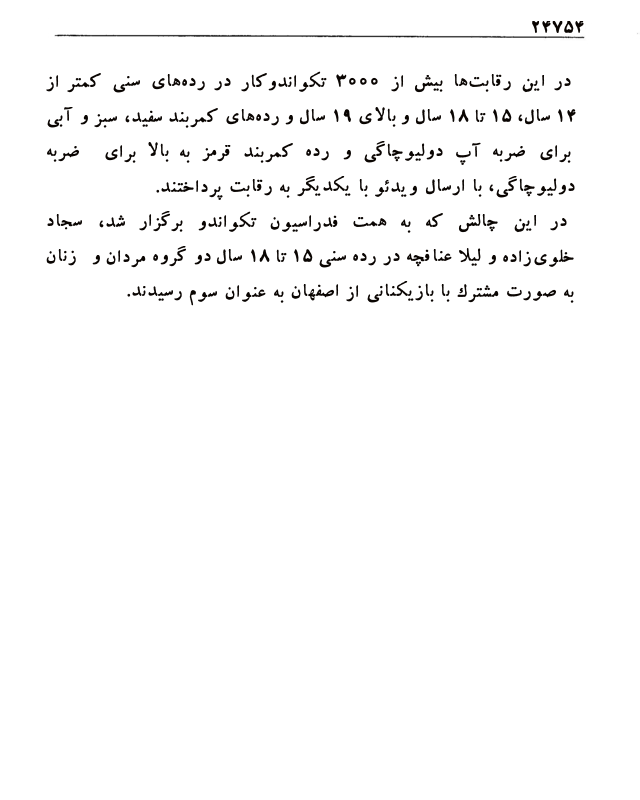 ۲۴۷۵۴
در این رقابت‌ها بیش از ۳۰۰۰ تکواندوکار در رده‌های سنی کمتر از
۱۴ سال، ۱۵ تا ۱۸ سال و بالای ۱۹ سال و رده‌های کمربند سفید، سبز و آبی
برای ضربه آپ دولیوچاگی و رده کمربند قرمز به بالا برای ضربه
دولیوچاگی، با ارسال ویدئو با یکدیگر به رقابت پرداختند.
در این چالش که به همت فدراسیون تکواندو برگزار شد، سجاد
خلوی‌زاده و لیلا عنافچه در رده سنی ۱۵ تا ۱۸ سال دو گروه مردان و زنان
به صورت مشترك با بازیکنانی از اصفهان به عنوان سوم رسیدند.